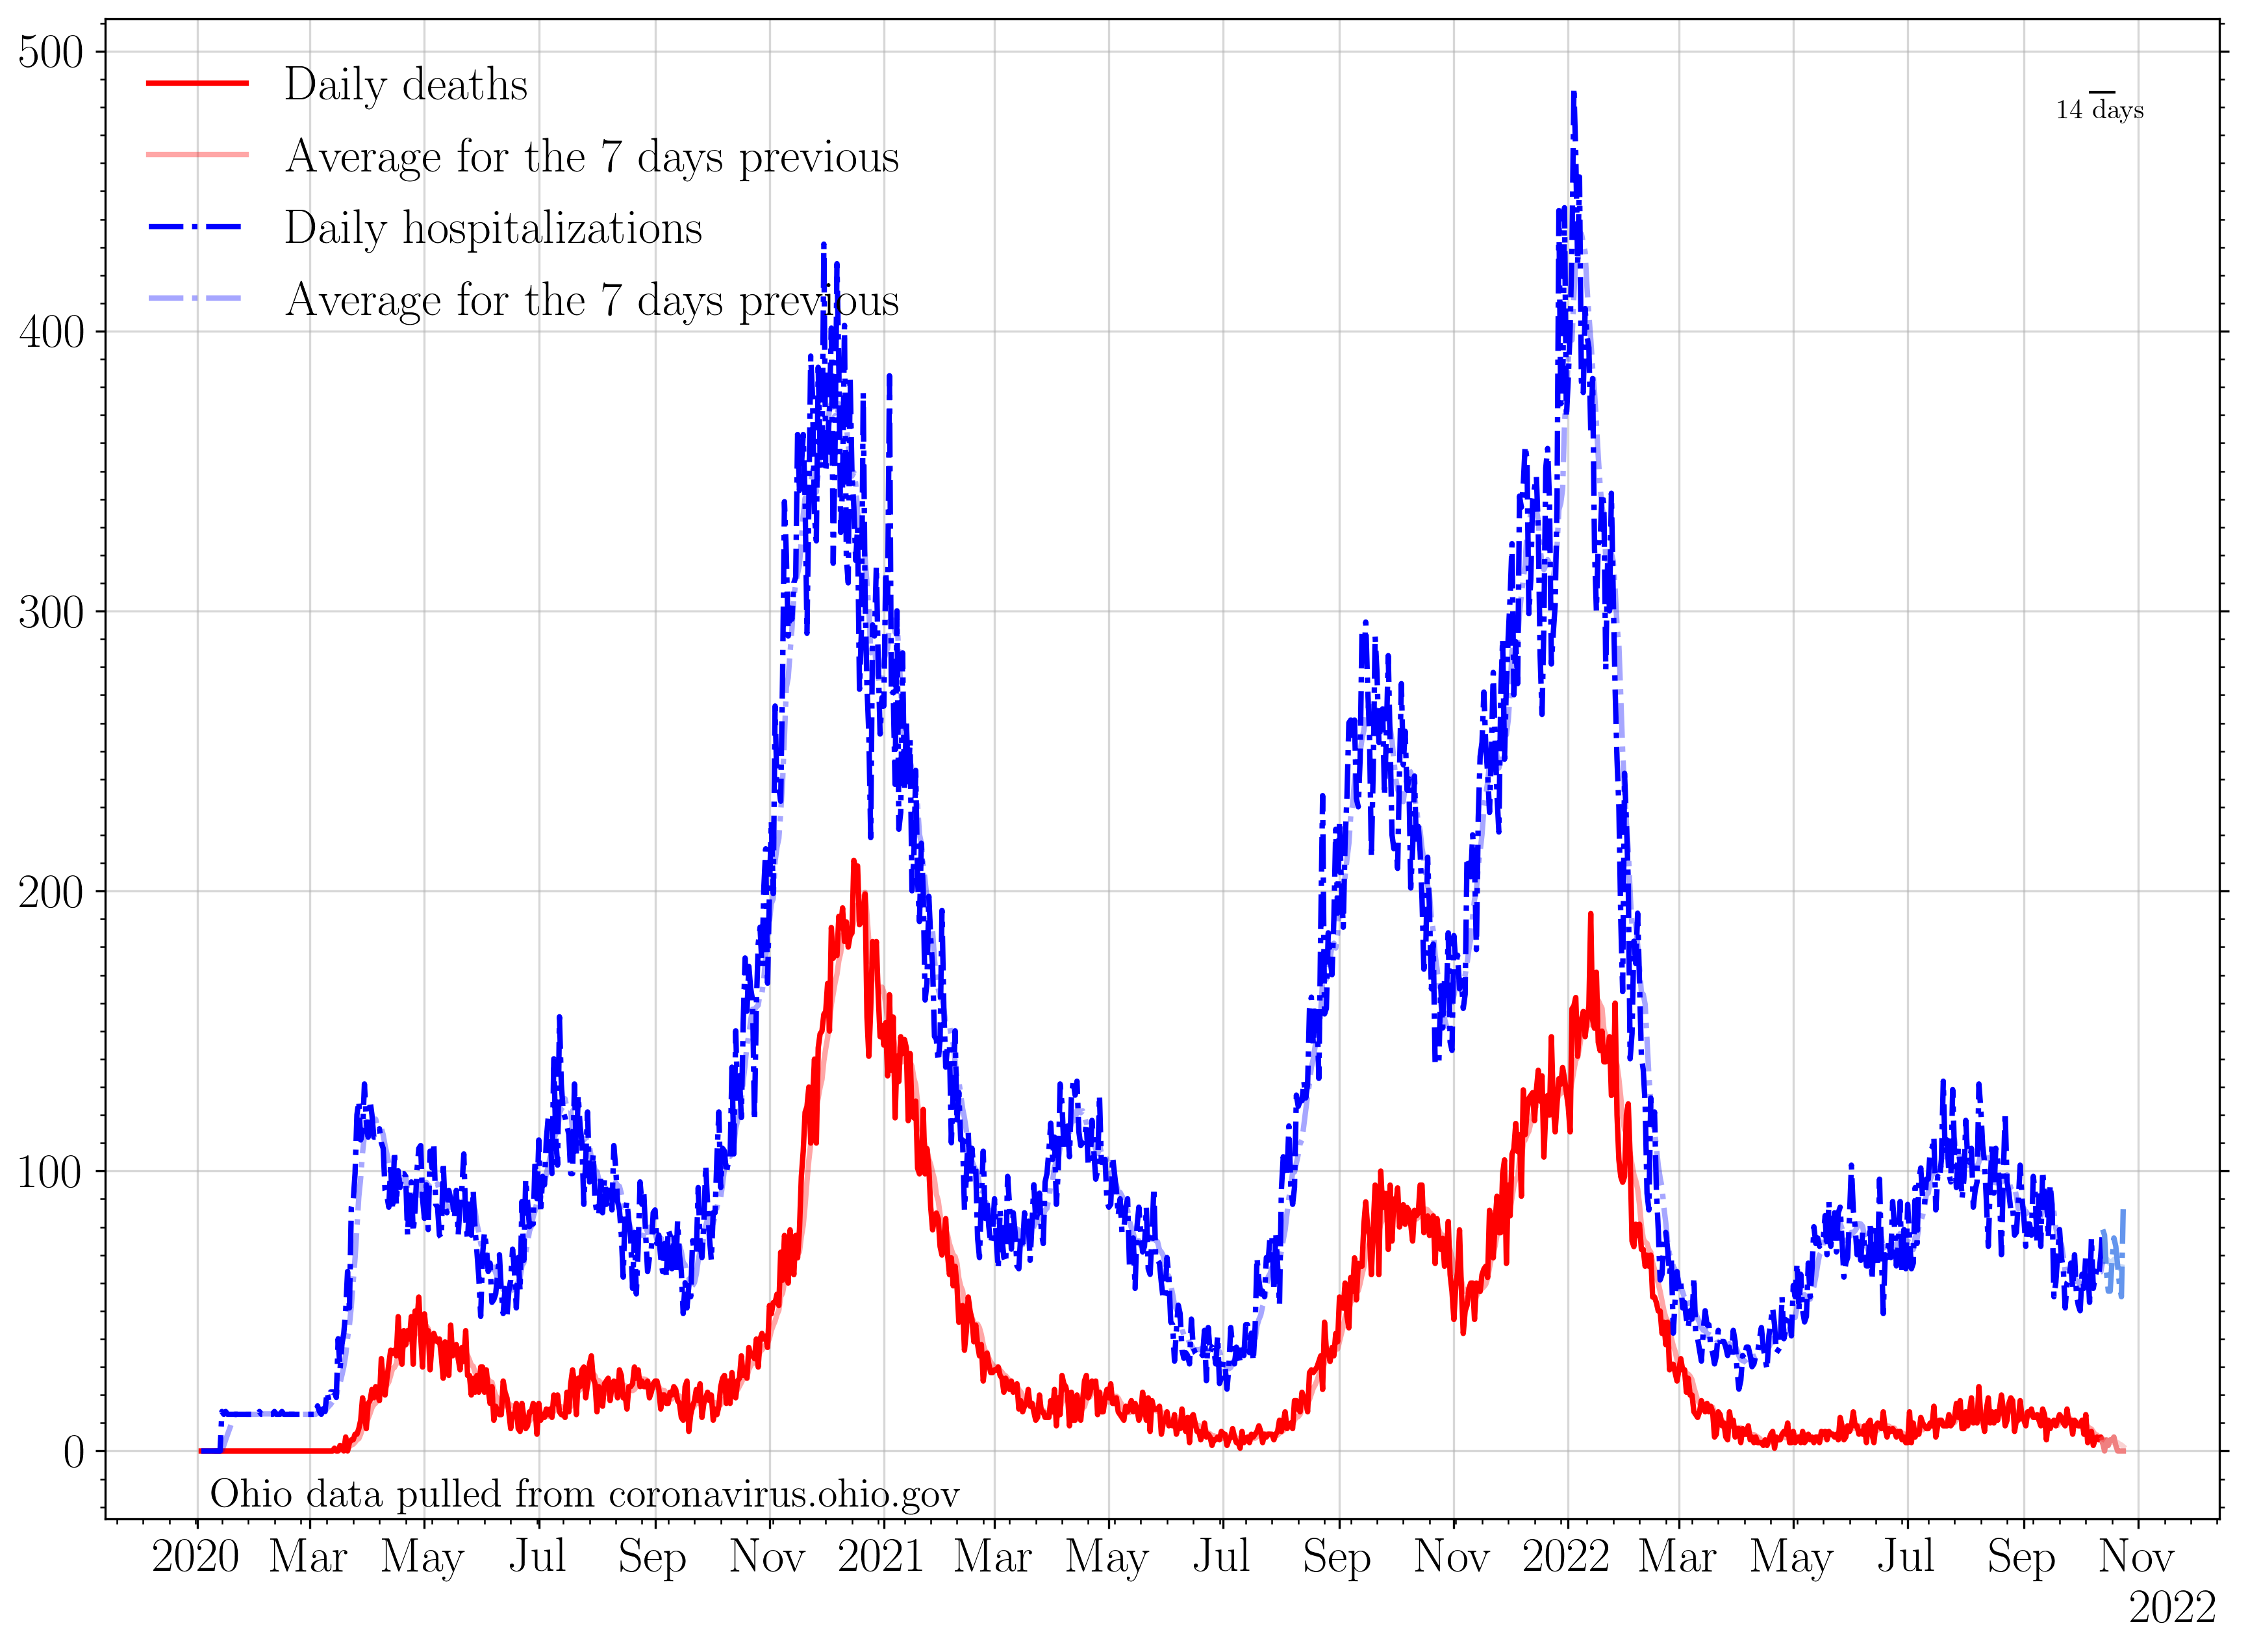 500
400
300
200
100
0
Daily deaths
Average for the 7 days previous
Daily hospitalizations
Average for the 7 days previous
14 days
Ohio data pulled from coronavirus.ohio.gov
2020 Mar May Jul Sep Nov 2021 Mar May Jul Sep Nov 2022 Mar May Jul Sep Nov
2022